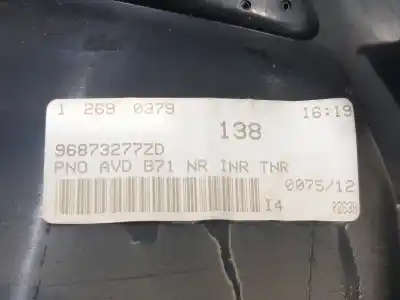 1 269 0379 16:19
138
96873277ZD
PNO AVD B71 NR INR TNR
0075/12
I4